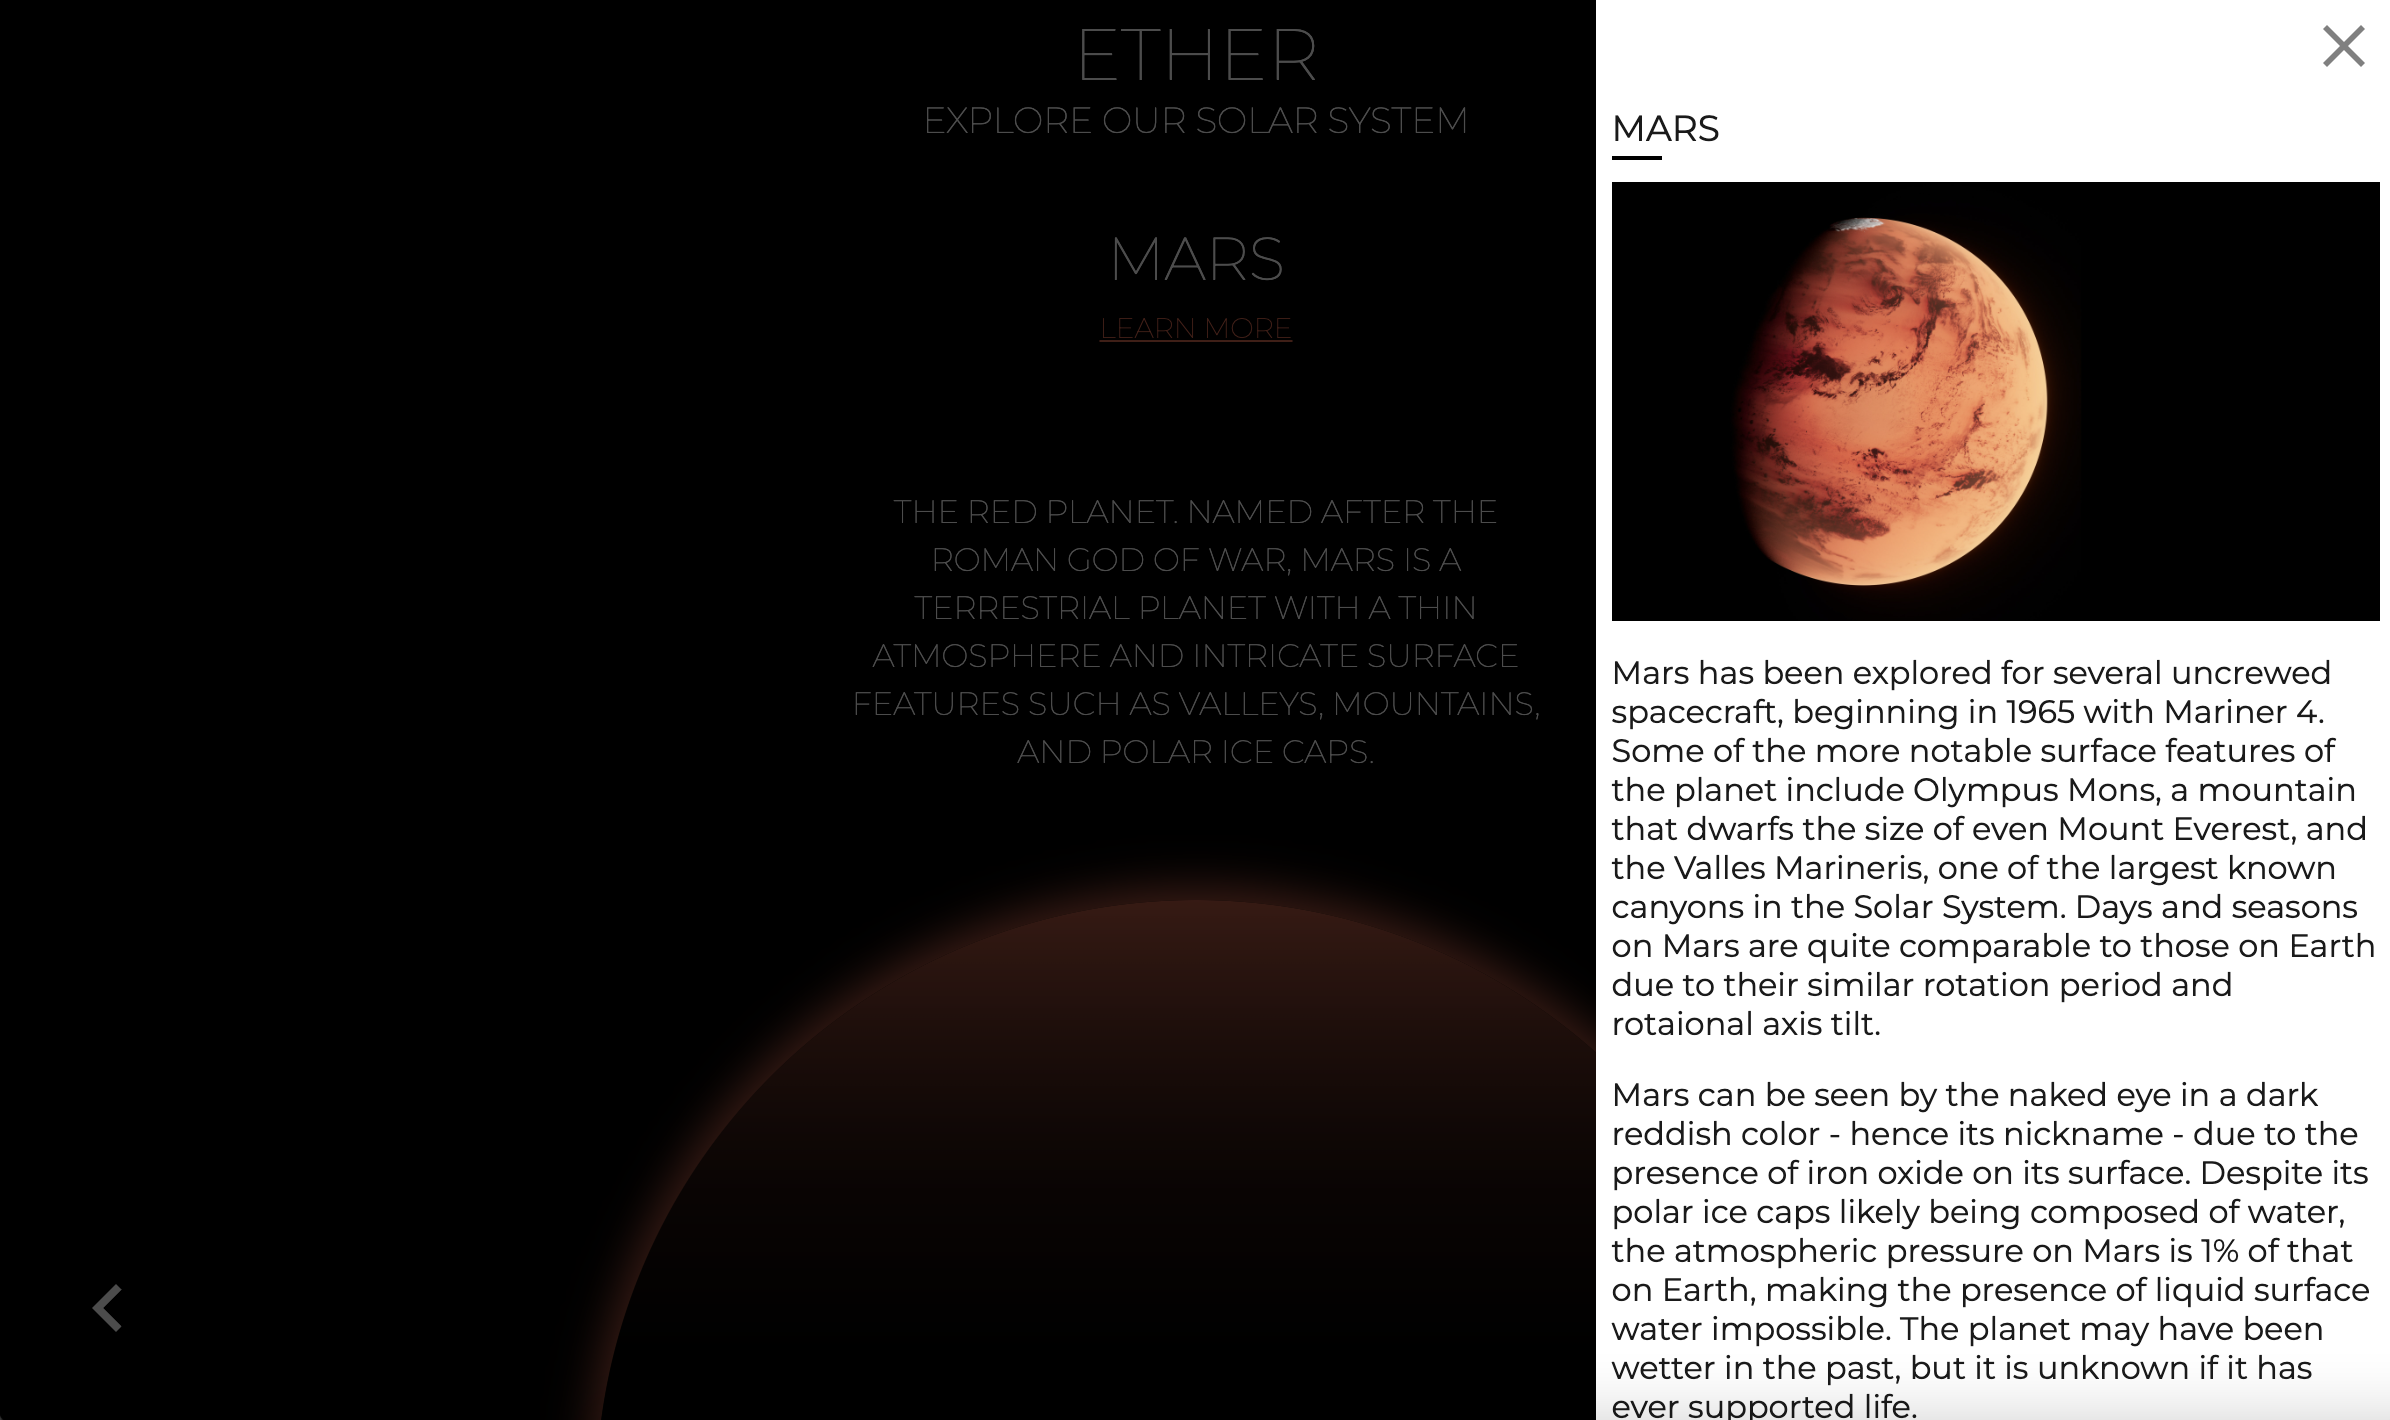 ETHER
EXPLORE OUR SOLAR SYSTEM
MARS
LEARN MORE
THE RED PLANET. NAMED AFTER THE
ROMAN GOD OF WAR, MARS IS A
TERRESTRIAL PLANET WITH A THIN
ATMOSPHERE AND INTRICATE SURFACE
FEATURES SUCH AS VALLEYS, MOUNTAINS,
AND POLAR ICE CAPS.
MARS
Mars has been explored for several uncrewed
spacecraft, beginning in 1965 with Mariner 4.
Some of the more notable surface features of
the planet include Olympus Mons, a mountain
that dwarfs the size of even Mount Everest, and
the Valles Marineris, one of the largest known
canyons in the Solar System. Days and seasons
on Mars are quite comparable to those on Earth
due to their similar rotation period and
rotaional axis tilt.
Mars can be seen by the naked eye in a dark
reddish color - hence its nickname - due to the
presence of iron oxide on its surface. Despite its
polar ice caps likely being composed of water,
the atmospheric pressure on Mars is 1% of that
on Earth, making the presence of liquid surface
water impossible. The planet may have been
wetter in the past, but it is unknown if it has
ever supported life.